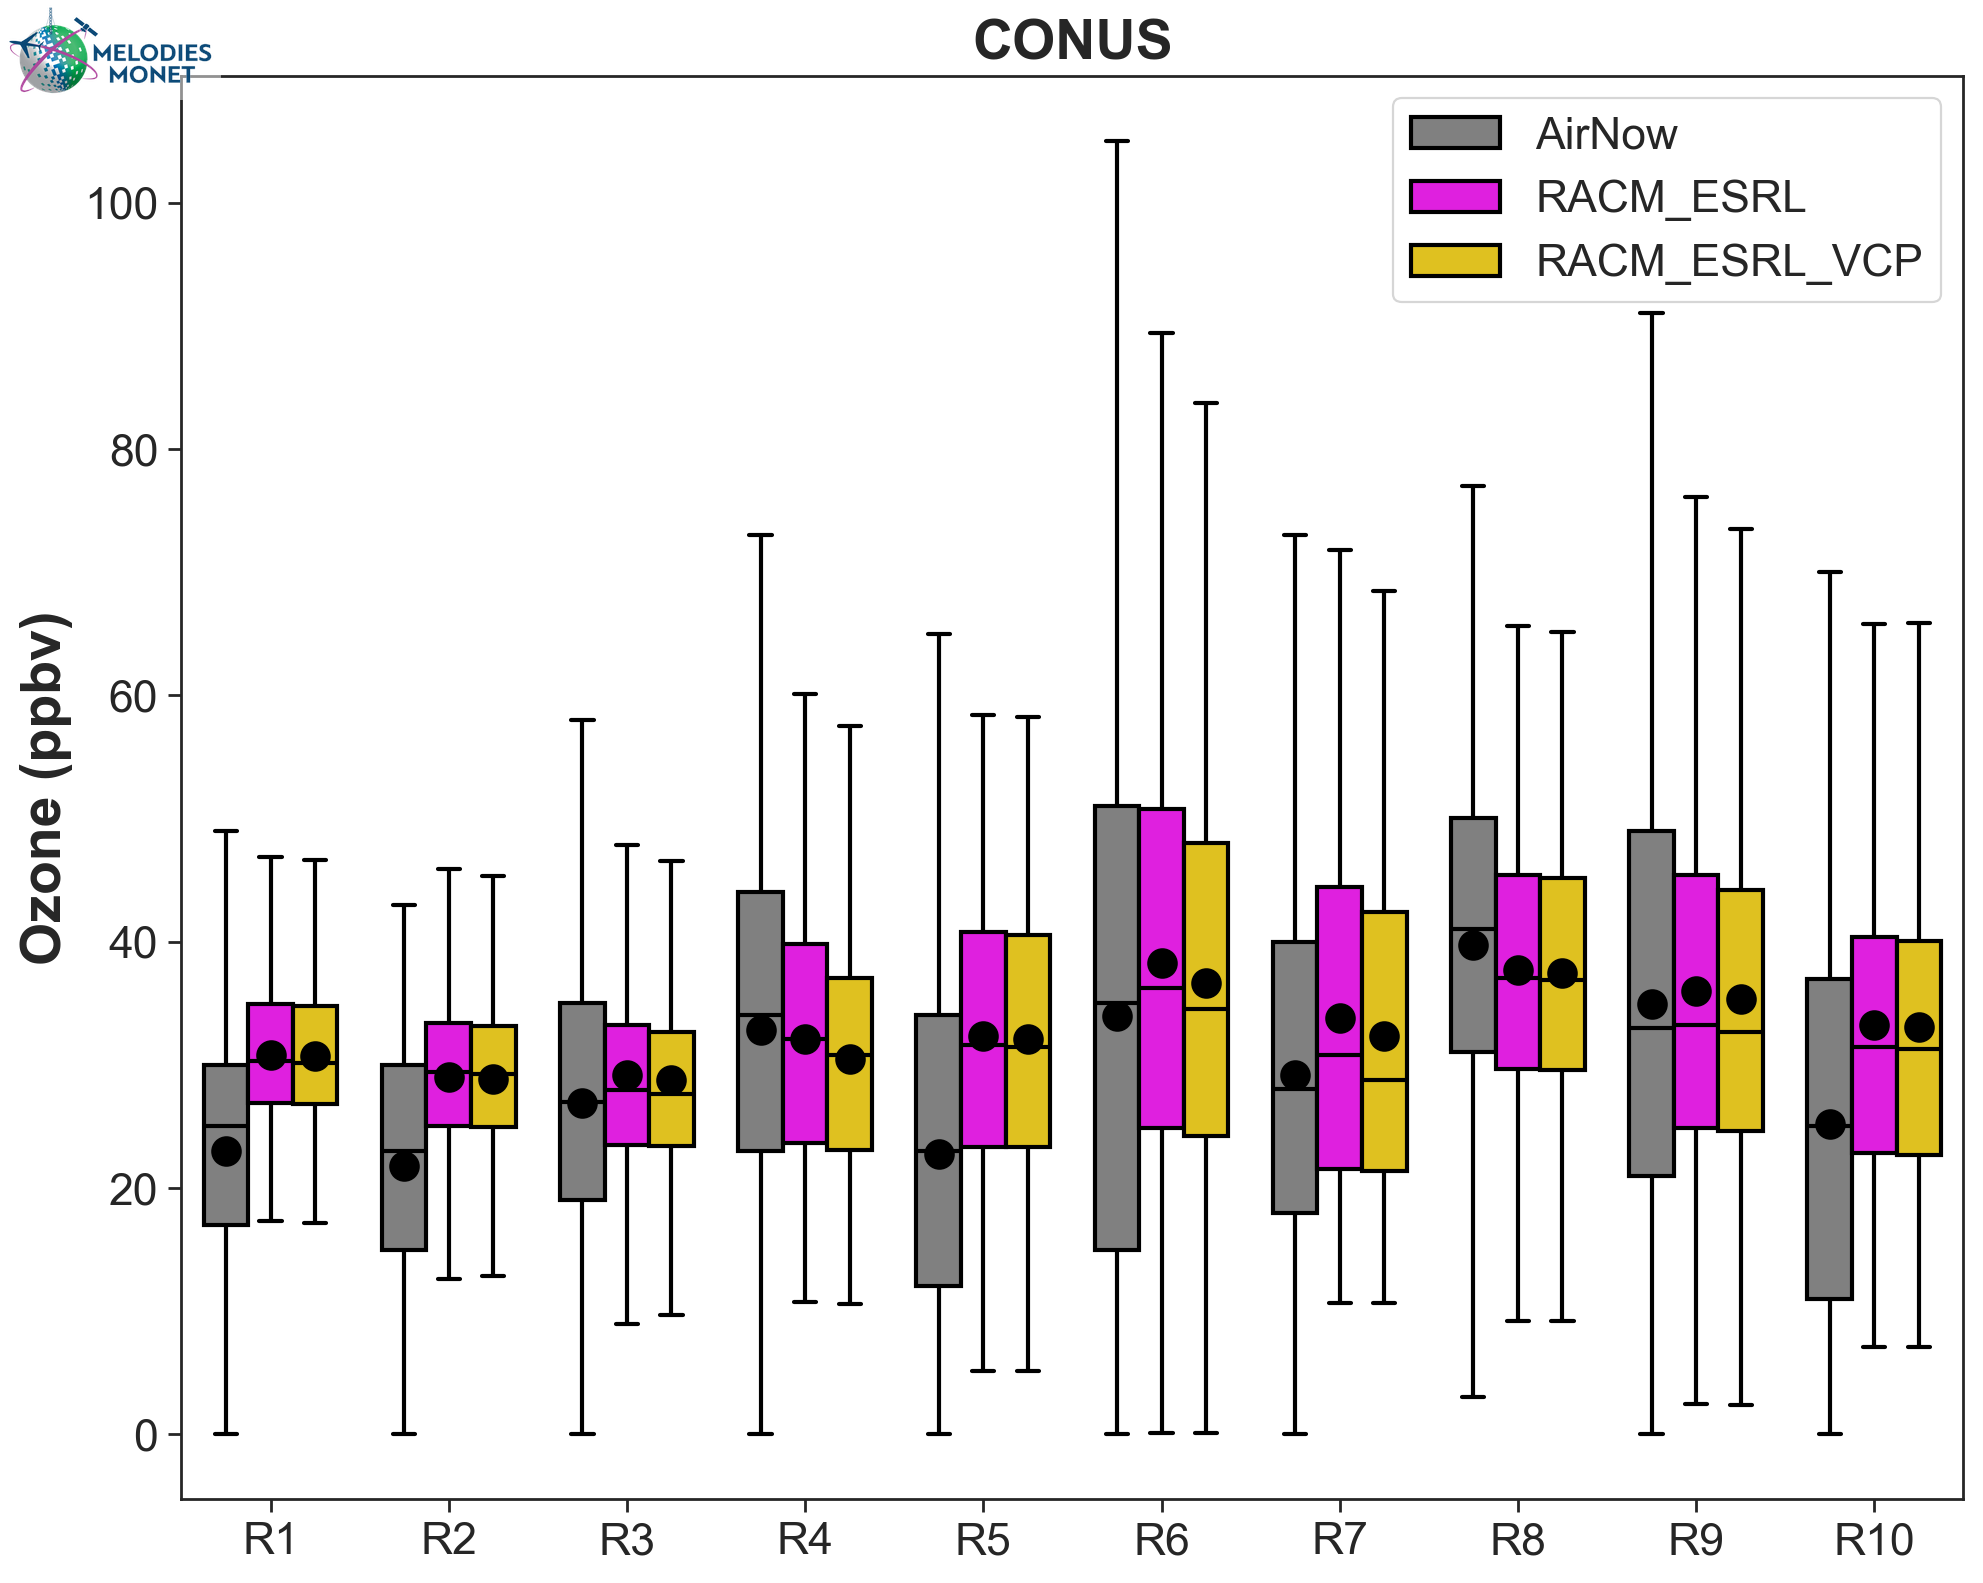 MELODIES
MONET
CONUS
AirNow
RACM_ESRL
RACM_ESRL_VCP
Ozone (ppbv)
100
80
60
40
20
0
R1 R2 R3 R4 R5 R6 R7 R8 R9 R10